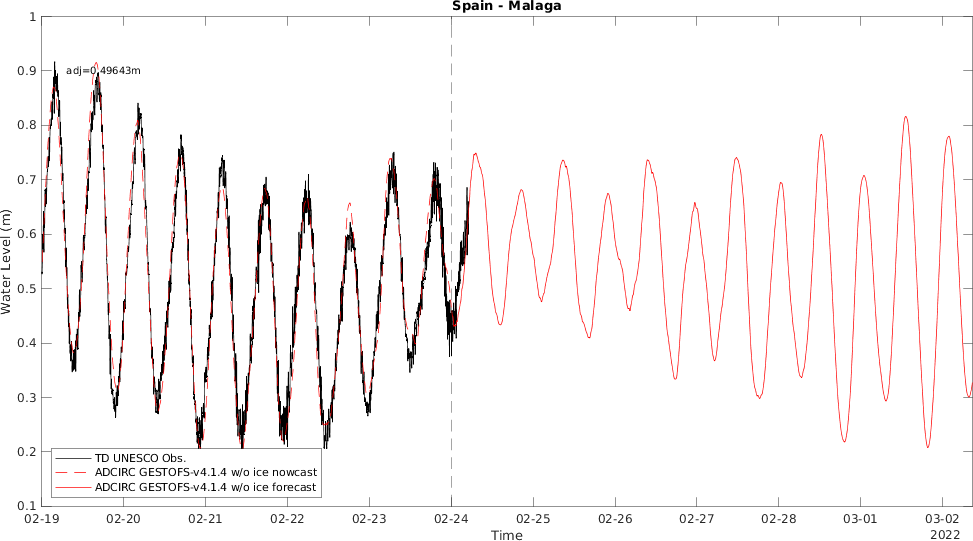 Spain - Malaga
adj=0.49643m
Water Level (m)
1
0.9
0.8
0.7
0.6
0.5
0.4
0.3
0.2
0.1
TD UNESCO Obs.
ADCIRC GESTOFS-v4.1.4 w/o ice nowcast
ADCIRC GESTOFS-v4.1.4 w/o ice forecast
02-19 02-20 02-21 02-22 02-23 02-24 02-25 02-26 02-27 02-28 03-01 03-02
2022
Time